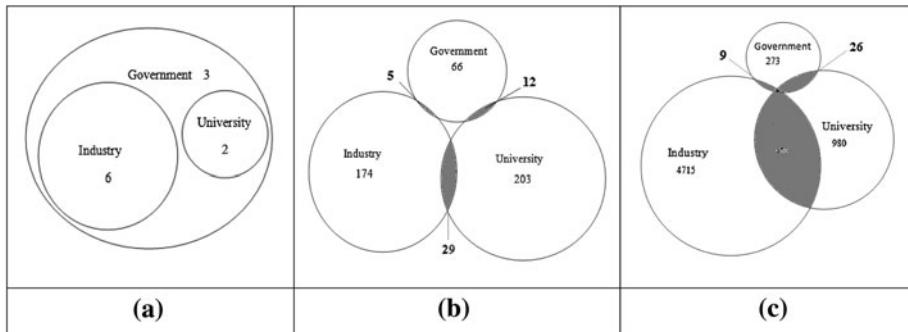 Government 3
University
2
Industry
6
(a)
Government
66
5
12
Industry
174
University
203
29
(b)
Government
273
9
26
University
980
Industry
4715
(c)